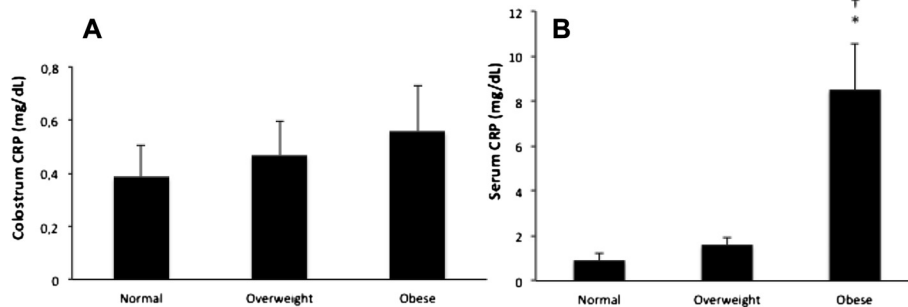 A
Colostrum CRP (mg/dL)
0,8
0,6
0,4
0,2
0
Normal Overweight Obese
B
Serum CRP (mg/dL)
12
10
8
6
4
2
0
†
*
Normal Overweight Obese